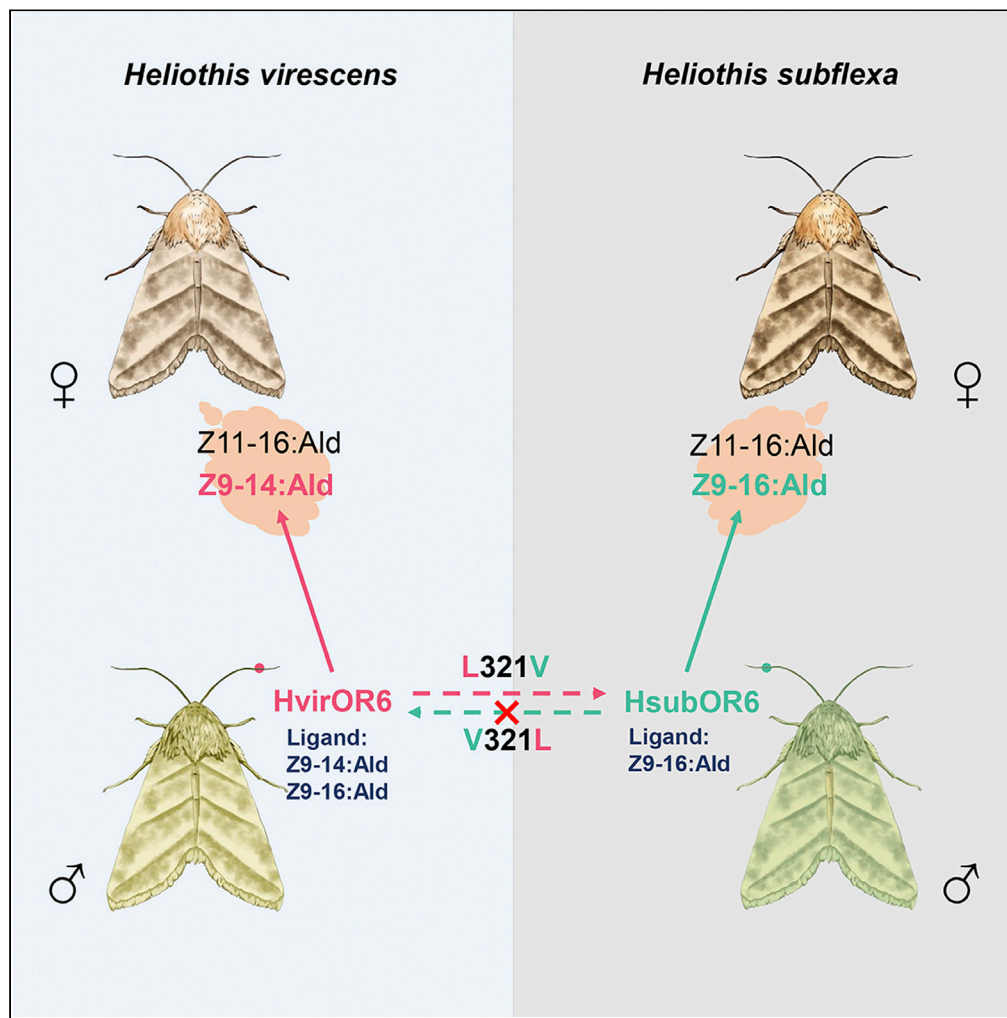 Heliothis virescens
Heliothis subflexa
♀
♀
Z11-16:Ald
Z9-14:Ald
Z11-16:Ald
Z9-16:Ald
L321V
HvirOR6
HsubOR6
V321L
Ligand:
Z9-14:Ald
Z9-16:Ald
Ligand:
Z9-16:Ald
♂
♂